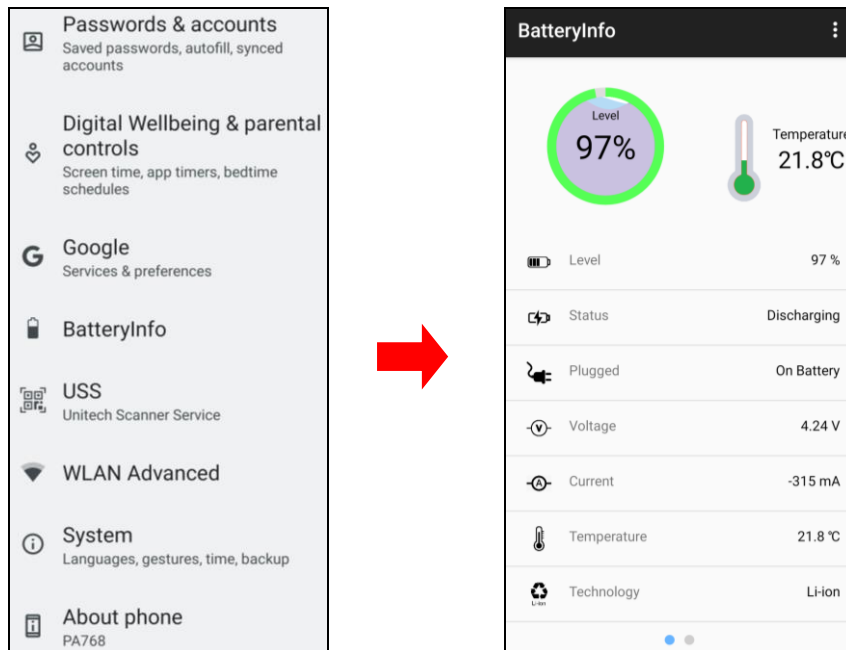 Passwords & accounts
Saved passwords, autofill, synced
accounts
Digital Wellbeing & parental
controls
Screen time, app timers, bedtime
schedules
Google
Services & preferences
BatteryInfo
USS
Unitech Scanner Service
WLAN Advanced
System
Languages, gestures, time, backup
About phone
PA768
BatteryInfo
Level
97%
Temperature
21.8℃
Level 97 %
Status Discharging
Plugged On Battery
Voltage 4.24 V
Current -315 mA
Temperature 21.8 ℃
Technology Li-ion